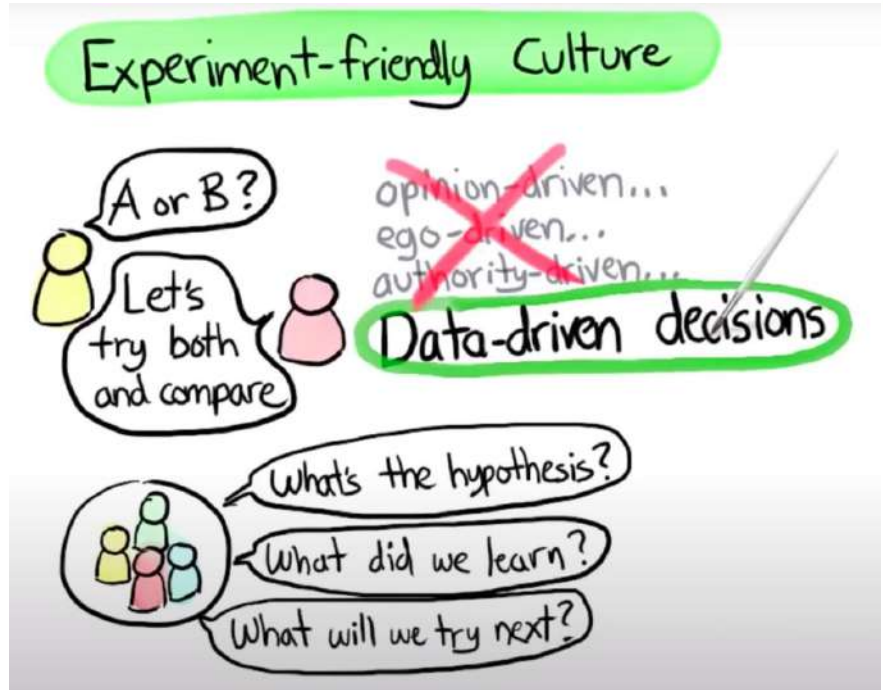 Experiment-friendly Culture
A or B?
Let's
try both
and compare
opinion-driven...
ego-driven...
authority-driven...
Data-driven decisions
What's the hypothesis?
What did we learn?
What will we try next?